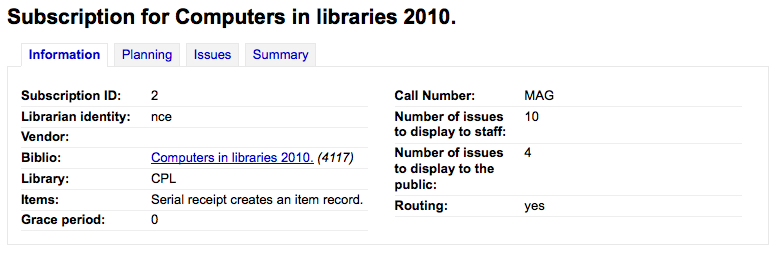 Subscription for Computers in libraries 2010.
Information Planning Issues Summary
Subscription ID: 2
Librarian identity: nce
Vendor:
Biblio: Computers in libraries 2010. (4117)
Library: CPL
Items: Serial receipt creates an item record.
Grace period: 0
Call Number: MAG
Number of issues 10
to display to staff:
Number of issues 4
to display to the
public:
Routing: yes